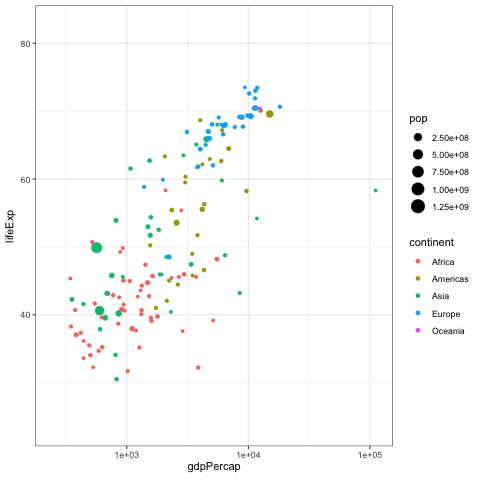 80
60
40
lifeExp
1e+03
1e+04
1e+05
gdpPercap
pop
2.50e+08
5.00e+08
7.50e+08
1.00e+09
1.25e+09
continent
Africa
Americas
Asia
Europe
Oceania